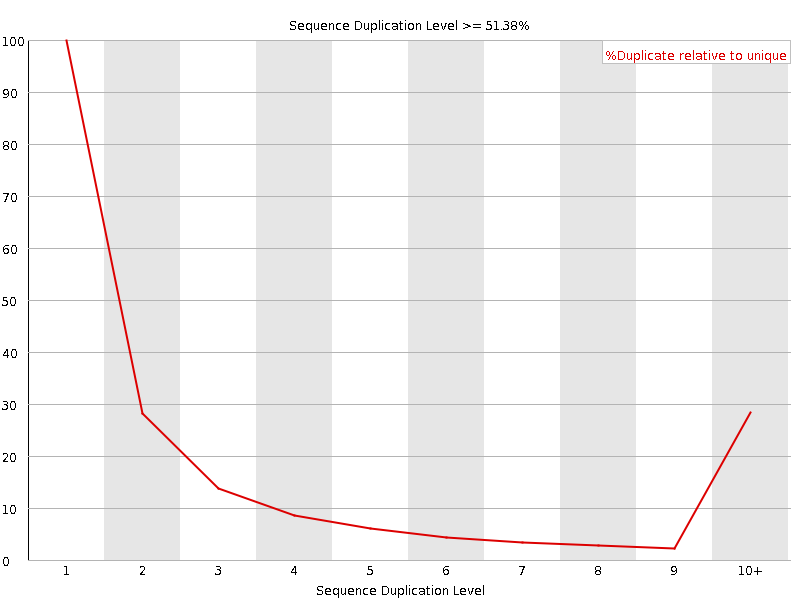 Sequence Duplication Level >= 51.38%
%Duplicate relative to unique
100
90
80
70
60
50
40
30
20
10
0
1 2 3 4 5 6 7 8 9 10+
Sequence Duplication Level